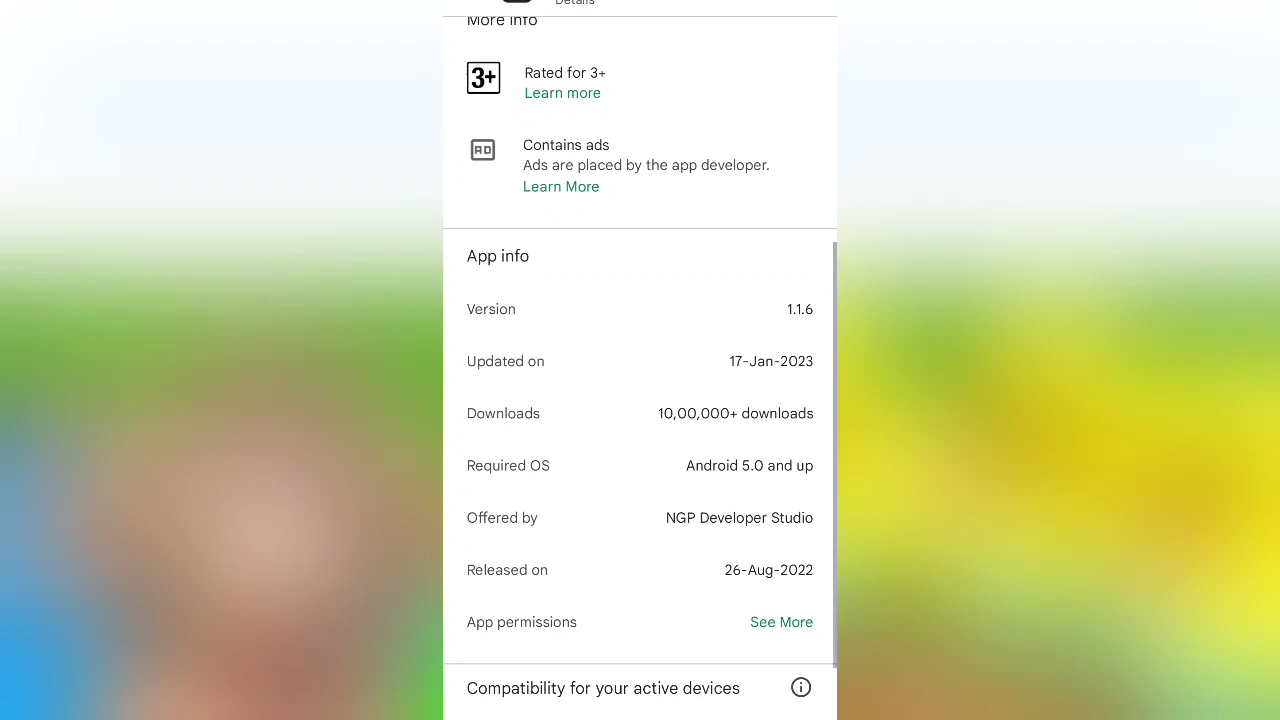 Details
More info
3+
Rated for 3+
Learn more
AD
Contains ads
Ads are placed by the app developer.
Learn More
App info
Version 1.1.6
Updated on 17-Jan-2023
Downloads 10,00,000+ downloads
Required OS Android 5.0 and up
Offered by NGP Developer Studio
Released on 26-Aug-2022
App permissions See More
Compatibility for your active devices